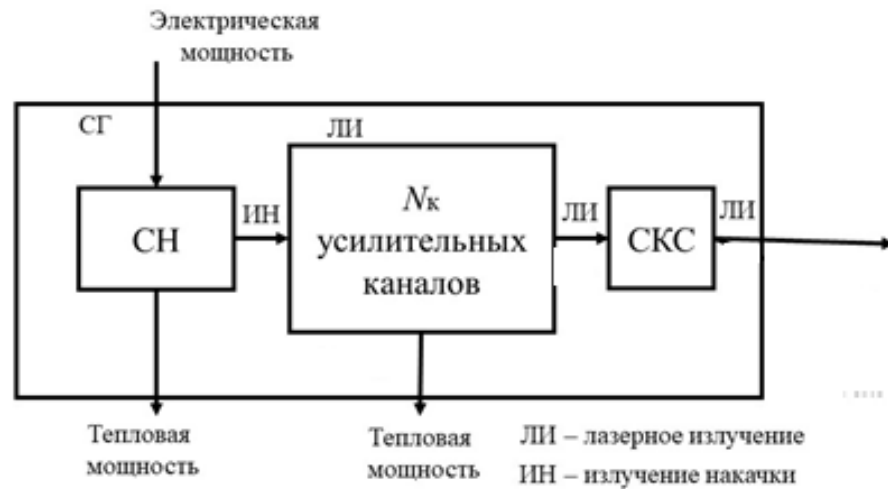 Электрическая
мощность
СГ
ЛИ
СН
ИН
Nк
усилительных
каналов
ЛИ
СКС
ЛИ
Тепловая
мощность
Тепловая
мощность
ЛИ – лазерное излучение
ИН – излучение накачки